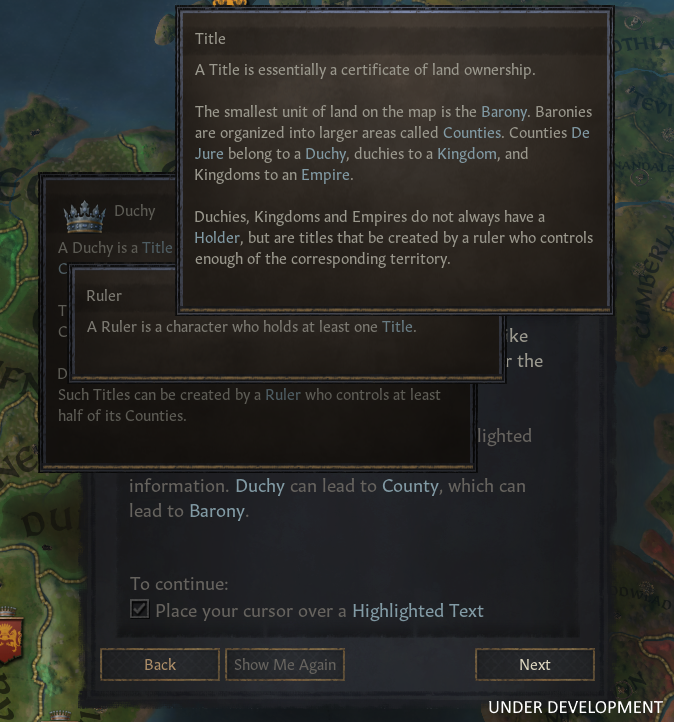 Title
A Title is essentially a certificate of land ownership.
The smallest unit of land on the map is the Barony. Baronies
are organized into larger areas called Counties. Counties De
Jure belong to a Duchy, duchies to a Kingdom, and
Kingdoms to an Empire.
Duchies, Kingdoms and Empires do not always have a
Holder, but are titles that be created by a ruler who controls
enough of the corresponding territory.
Duchy
A Duchy is a Title
Ruler
A Ruler is a character who holds at least one Title.
Such Titles can be created by a Ruler who controls at least
half of its Counties.
the
information. Duchy can lead to County, which can
lead to Barony.
To continue:
Place your cursor over a Highlighted Text
Back
Show Me Again
Next
UNDER DEVELOPMENT